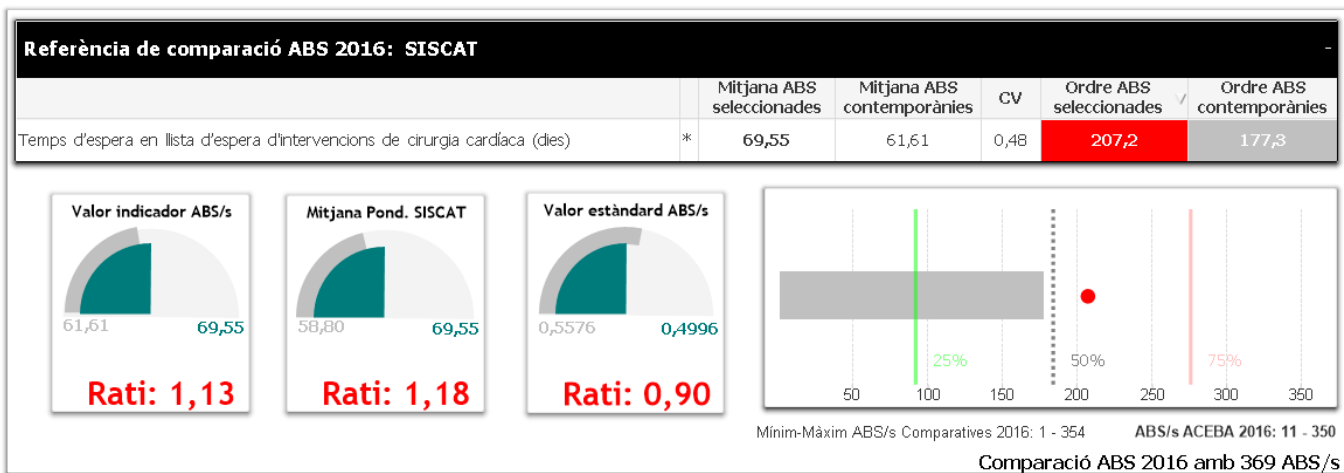 Referència de comparació ABS 2016: SISCAT -
Mitjana ABS seleccionades Mitjana ABS contemporànies CV Ordre ABS seleccionades Ordre ABS contemporànies
Temps d'espera en llista d'espera d'intervencions de cirurgia cardíaca (dies) * 69,55 61,61 0,48 207,2 177,3
Valor indicador ABS/s
61,61 69,55
Rati: 1,13
Mitjana Pond. SISCAT
58,80 69,55
Rati: 1,18
Valor estàndard ABS/s
0,5576 0,4996
Rati: 0,90
25% 50% 75%
50 100 150 200 250 300 350
Mínim-Màxim ABS/s Comparatives 2016: 1 - 354 ABS/s ACEBA 2016: 11 - 350
Comparació ABS 2016 amb 369 ABS/s